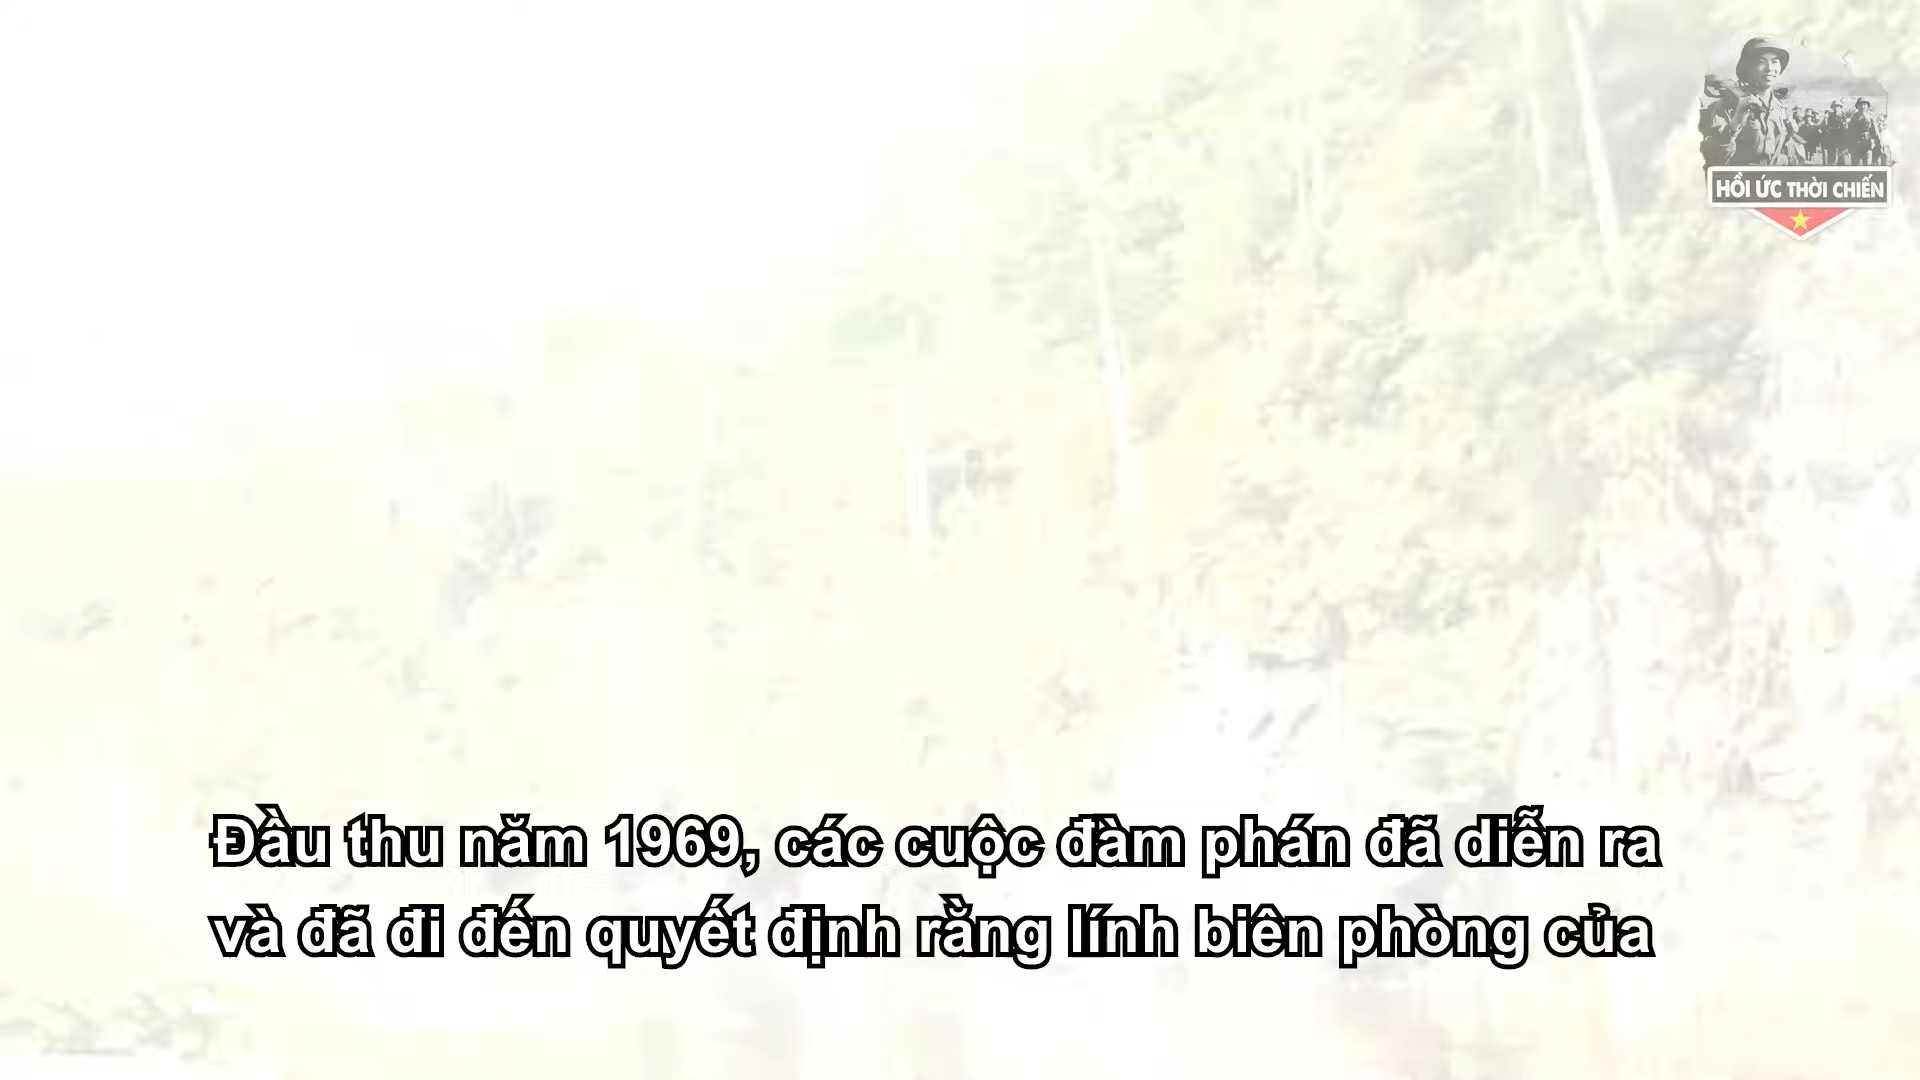 HỒI ỨC THỜI CHIẾN
Đầu thu năm 1969, các cuộc đàm phán đã diễn ra
và đã đi đến quyết định rằng lính biên phòng của